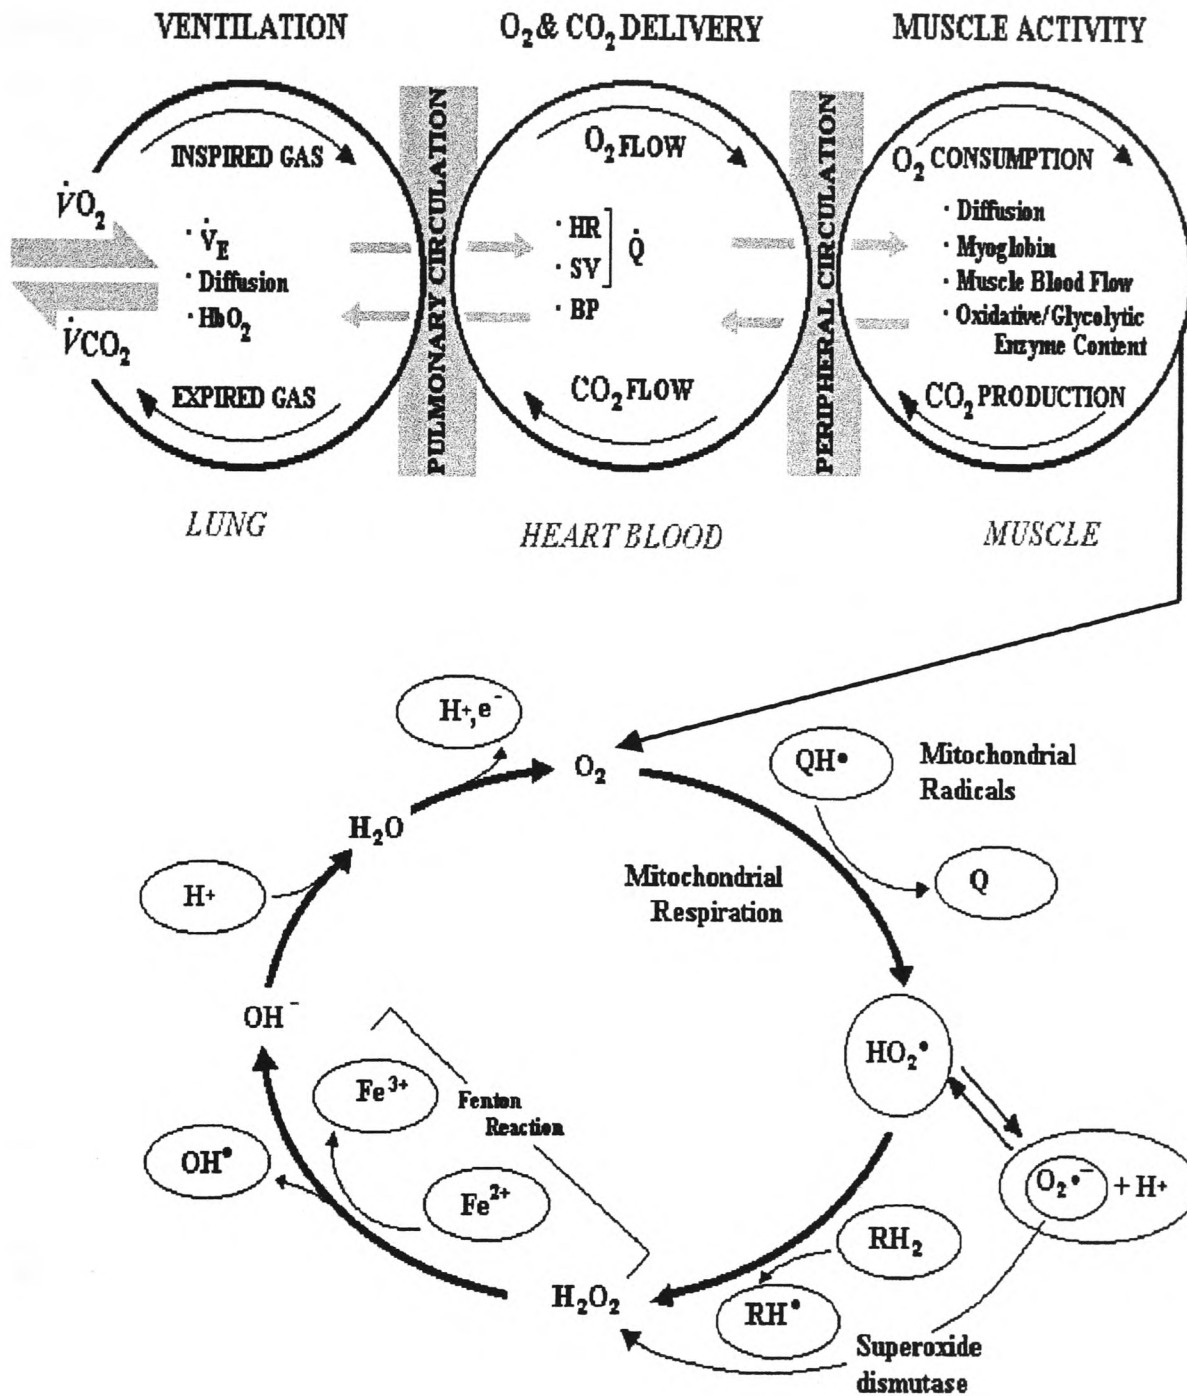 VENTILATION
O₂ & CO₂ DELIVERY
MUSCLE ACTIVITY
INSPIRED GAS
V̇O₂
· V̇E
· Diffusion
· HbO₂
V̇CO₂
EXPIRED GAS
PULMONARY CIRCULATION
O₂ FLOW
· HR
· SV
Q̇
· BP
CO₂ FLOW
PERIPHERAL CIRCULATION
O₂ CONSUMPTION
· Diffusion
· Myoglobin
· Muscle Blood Flow
· Oxidative/Glycolytic
Enzyme Content
CO₂ PRODUCTION
LUNG
HEART BLOOD
MUSCLE
H⁺, e⁻
O₂
QH•
Mitochondrial
Radicals
H₂O
H⁺
Mitochondrial
Respiration
Q
OH⁻
HO₂•
Fe³⁺
Fenton
Reaction
OH•
Fe²⁺
O₂•⁻ + H⁺
RH₂
H₂O₂
RH•
Superoxide
dismutase